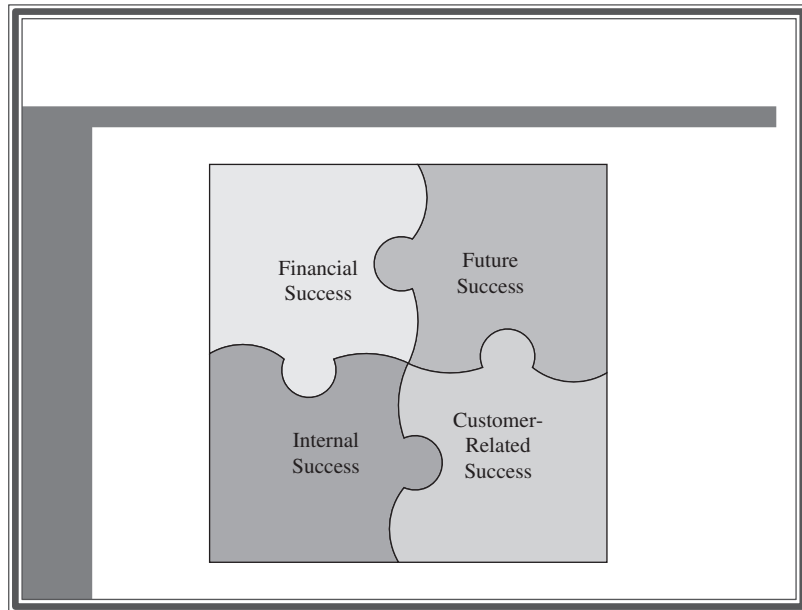 Financial
Success
Future
Success
Internal
Success
Customer-
Related
Success